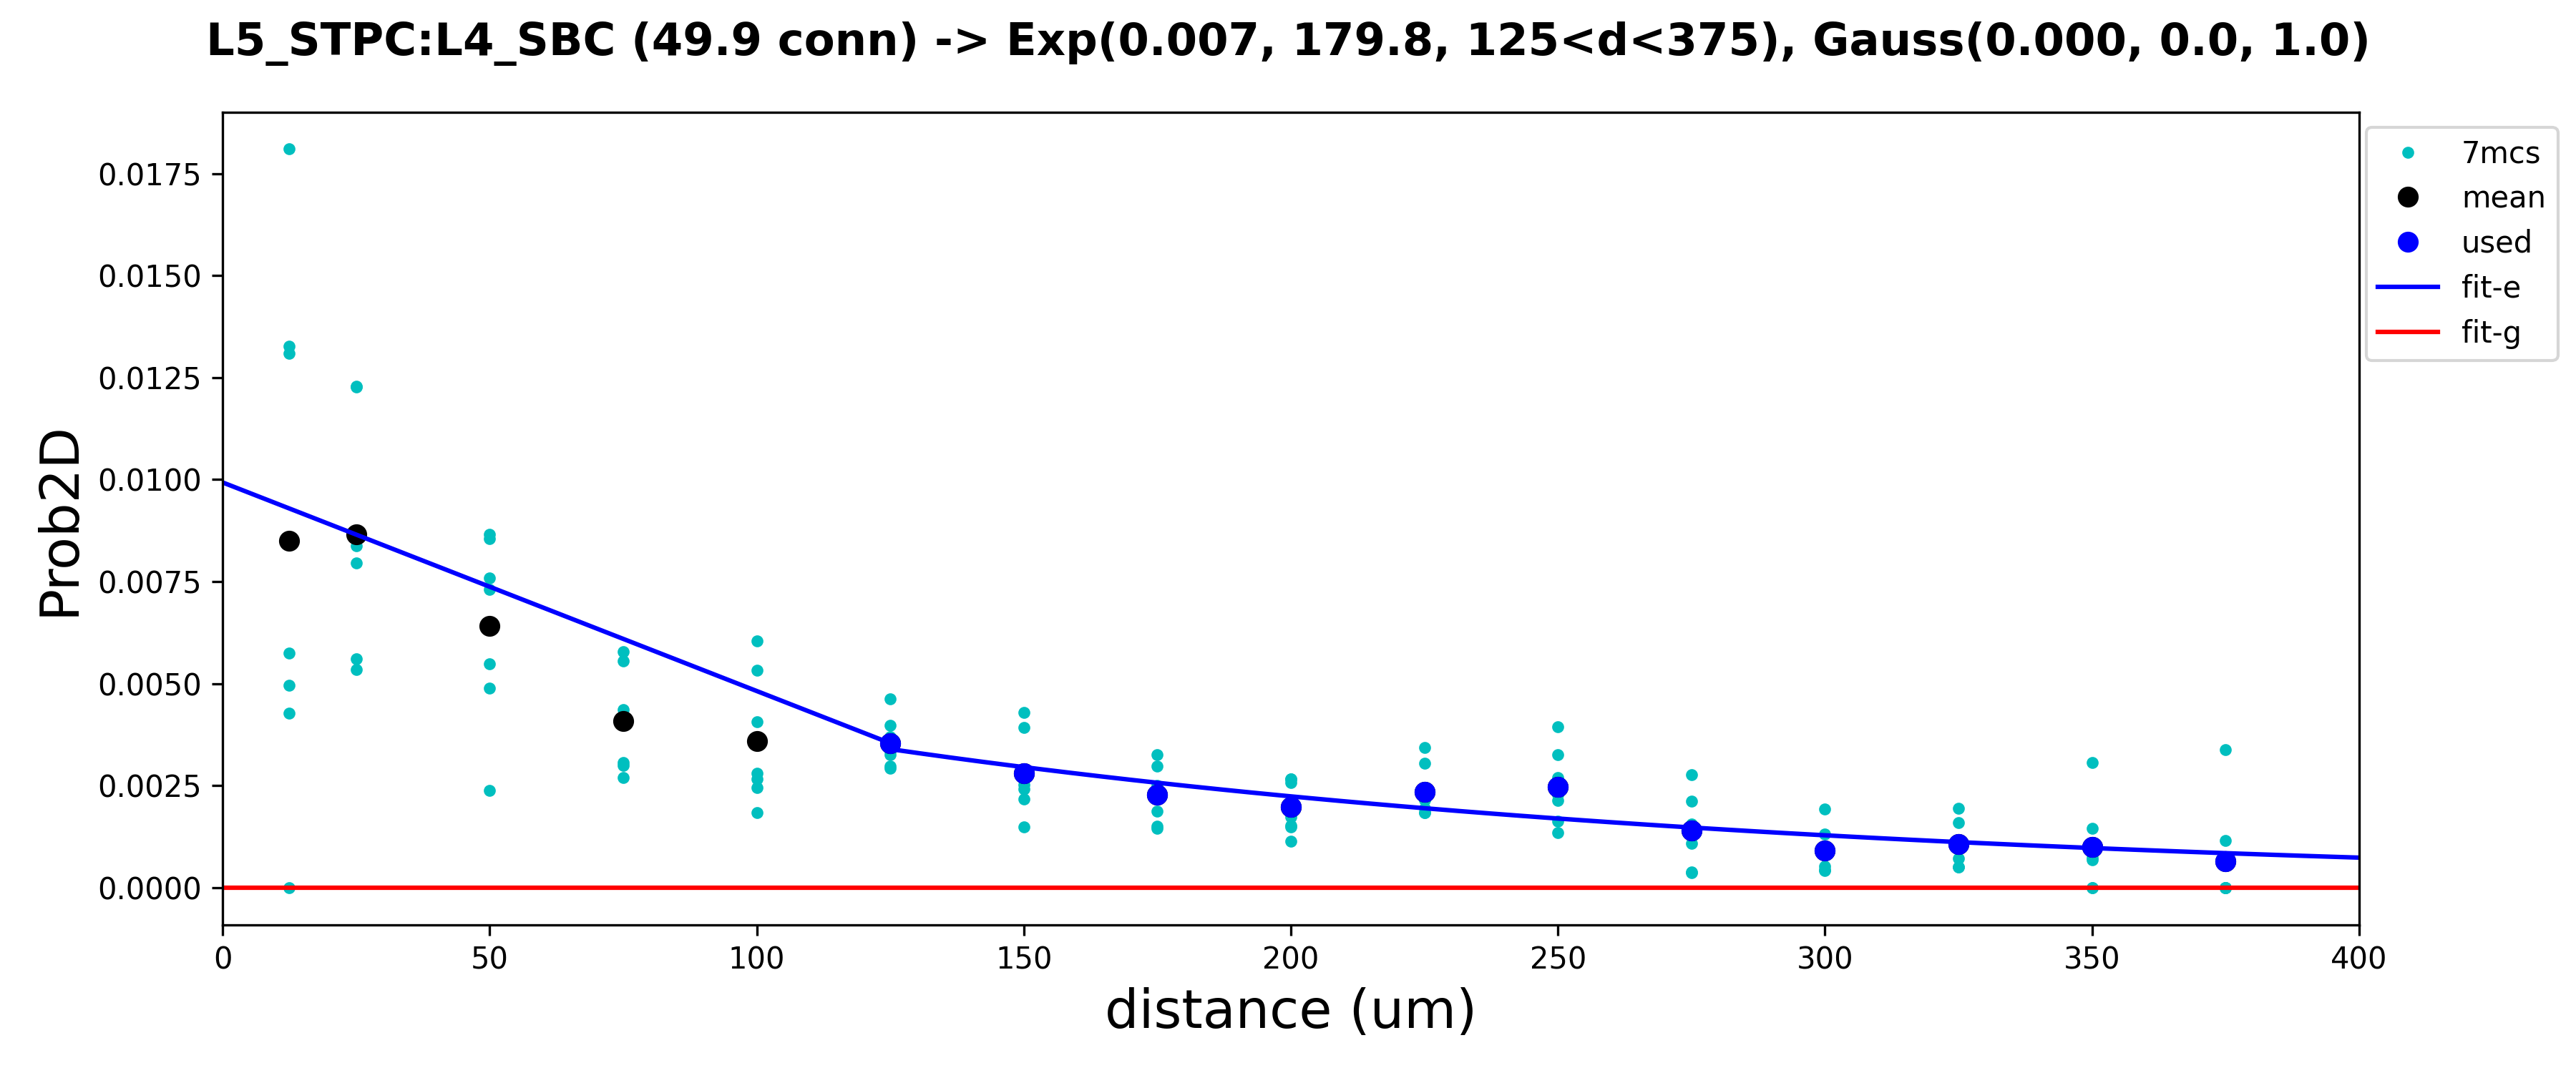 L5_STPC:L4_SBC (49.9 conn) -> Exp(0.007, 179.8, 125<d<375), Gauss(0.000, 0.0, 1.0)
Prob2D
0.0175
0.0150
0.0125
0.0100
0.0075
0.0050
0.0025
0.0000
0 50 100 150 200 250 300 350 400
distance (um)
7mcs
mean
used
fit-e
fit-g